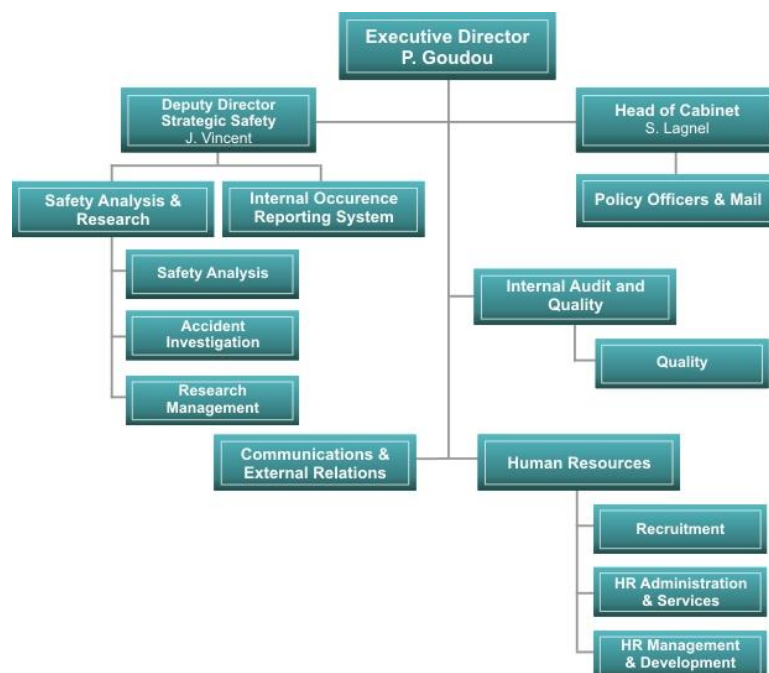 Executive Director
P. Goudou
Deputy Director
Strategic Safety
J. Vincent
Head of Cabinet
S. Lagnel
Safety Analysis &
Research
Internal Occurence
Reporting System
Policy Officers & Mail
Safety Analysis
Accident
Investigation
Research
Management
Internal Audit and
Quality
Quality
Communications &
External Relations
Human Resources
Recruitment
HR Administration
& Services
HR Management
& Development